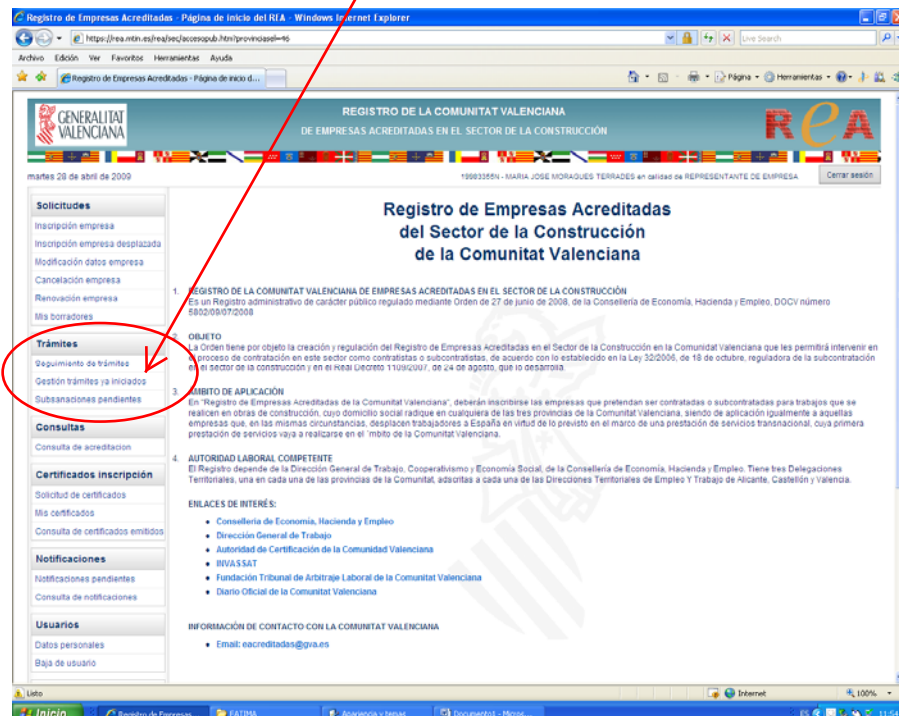 Registro de Empresas Acreditadas - Página de inicio del REA - Windows Internet Explorer
https://rea.mtin.es/rea/sec/accesopub.htm?provinciasel=46
Live Search
Archivo Edición Ver Favoritos Herramientas Ayuda
Registro de Empresas Acreditadas - Página de inicio d...
Página Herramientas
GENERALITAT VALENCIANA
REGISTRO DE LA COMUNITAT VALENCIANA
DE EMPRESAS ACREDITADAS EN EL SECTOR DE LA CONSTRUCCIÓN
ReA
martes 28 de abril de 2009
MARIA JOSE MORAGUES TERRADES en calidad de REPRESENTANTE DE EMPRESA
Cerrar sesión
Solicitudes
Inscripción empresa
Inscripción empresa desplazada
Modificación datos empresa
Cancelación empresa
Renovación empresa
Mis borradores
Trámites
Seguimiento de trámites
Gestión trámites ya iniciados
Subsanaciones pendientes
Consultas
Consulta de acreditacion
Certificados inscripción
Solicitud de certificados
Mis certificados
Consulta de certificados emitidos
Notificaciones
Notificaciones pendientes
Consulta de notificaciones
Usuarios
Datos personales
Baja de usuario
Registro de Empresas Acreditadas
del Sector de la Construcción
de la Comunitat Valenciana
1. REGISTRO DE LA COMUNITAT VALENCIANA DE EMPRESAS ACREDITADAS EN EL SECTOR DE LA CONSTRUCCIÓN
Es un Registro administrativo de carácter público regulado mediante Orden de 27 de junio de 2008, de la Consellería de Economía, Hacienda y Empleo, DOCV número
5802/09/07/2008
2. OBJETO
La Orden tiene por objeto la creación y regulación del Registro de Empresas Acreditadas en el Sector de la Construcción en la Comunitat Valenciana que les permitirá intervenir en
el proceso de contratación en este sector como contratistas o subcontratistas, de acuerdo con lo establecido en la Ley 32/2006, de 18 de octubre, reguladora de la subcontratación
en el sector de la construcción y en el Real Decreto 1109/2007, de 24 de agosto, que lo desarrolla.
3. ÁMBITO DE APLICACIÓN
En "Registro de Empresas Acreditadas de la Comunitat Valenciana", deberán inscribirse las empresas que pretendan ser contratadas o subcontratadas para trabajos que se
realicen en obras de construcción, cuyo domicilio social radique en cualquiera de las tres provincias de la Comunitat Valenciana, siendo de aplicación igualmente a aquellas
empresas que, en las mismas circunstancias, desplacen trabajadores a España en virtud de lo previsto en el marco de una prestación de servicios transnacional, cuya primera
prestación de servicios vaya a realizarse en el ´mbito de la Comunitat Valenciana.
4. AUTORIDAD LABORAL COMPETENTE
El Registro depende de la Dirección General de Trabajo, Cooperativismo y Economía Social, de la Consellería de Economía, Hacienda y Empleo. Tiene tres Delegaciones
Territoriales, una en cada una de las provincias de la Comunitat, adscritas a cada una de las Direcciones Territoriales de Empleo Y Trabajo de Alicante, Castellón y Valencia.
ENLACES DE INTERÉS:
Conselleria de Economía, Hacienda y Empleo
Dirección General de Trabajo
Autoridad de Certificación de la Comunidad Valenciana
INVASSAT
Fundación Tribunal de Arbitraje Laboral de la Comunitat Valenciana
Diario Oficial de la Comunitat Valenciana
INFORMACIÓN DE CONTACTO CON LA COMUNITAT VALENCIANA
Email: eacreditadas@gva.es
Listo
Internet
100%
Inicio
Registro de Empresas
FATIMA
Apariencia y temas
Documento1 - Micros...
ES
11:54